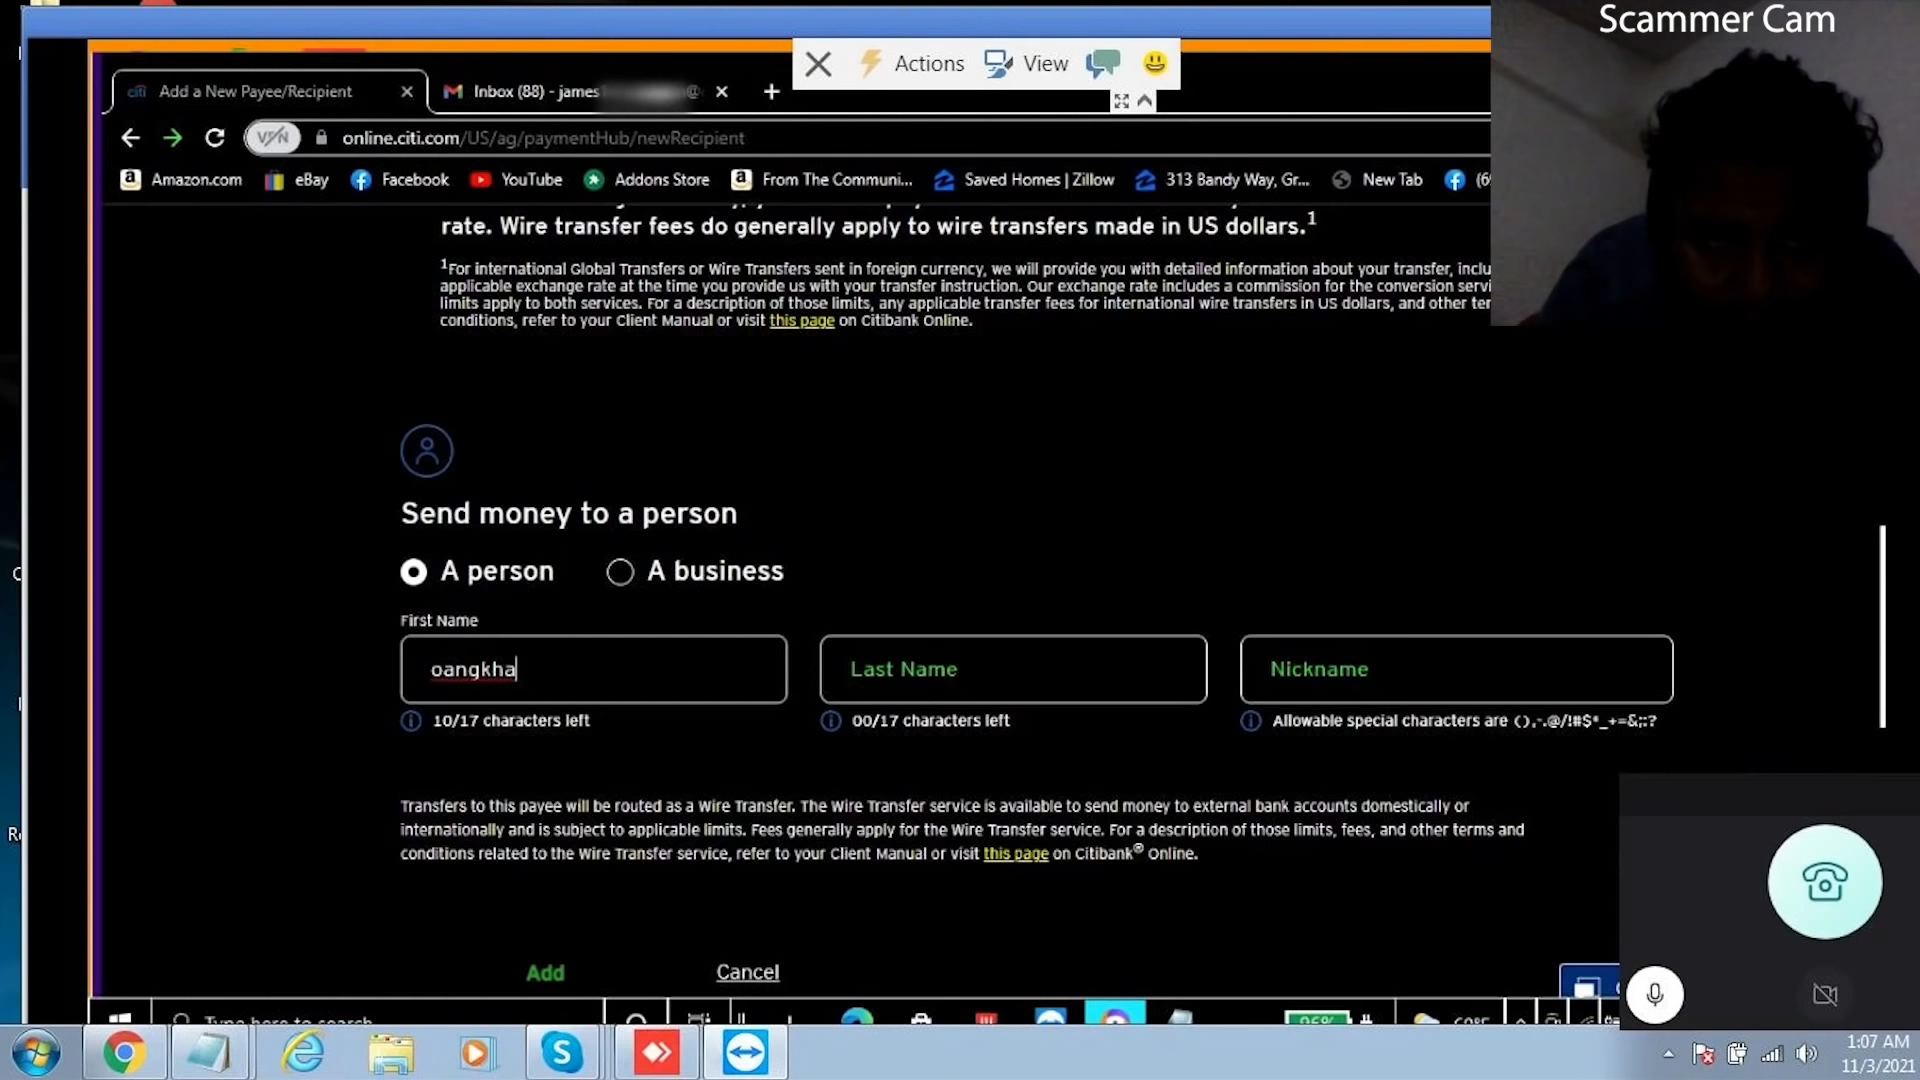 Scammer Cam
Actions View
Add a New Payee/Recipient
Inbox (88) - james
@
VPN
online.citi.com/US/ag/paymentHub/newRecipient
Amazon.com eBay Facebook YouTube Addons Store From The Communi... Saved Homes | Zillow 313 Bandy Way, Gr... New Tab
rate. Wire transfer fees do generally apply to wire transfers made in US dollars.1
1For international Global Transfers or Wire Transfers sent in foreign currency, we will provide you with detailed information about your transfer, inclu
applicable exchange rate at the time you provide us with your transfer instruction. Our exchange rate includes a commission for the conversion servi
limits apply to both services. For a description of those limits, any applicable transfer fees for international wire transfers in US dollars, and other ter
conditions, refer to your Client Manual or visit this page on Citibank Online.
Send money to a person
A person A business
First Name
oangkha Last Name Nickname
10/17 characters left 00/17 characters left Allowable special characters are (),-.@/!#$*_+=&;:?
Transfers to this payee will be routed as a Wire Transfer. The Wire Transfer service is available to send money to external bank accounts domestically or
internationally and is subject to applicable limits. Fees generally apply for the Wire Transfer service. For a description of those limits, fees, and other terms and
conditions related to the Wire Transfer service, refer to your Client Manual or visit this page on Citibank® Online.
Add Cancel
Type here to search
96%
1:07 AM
11/3/2021